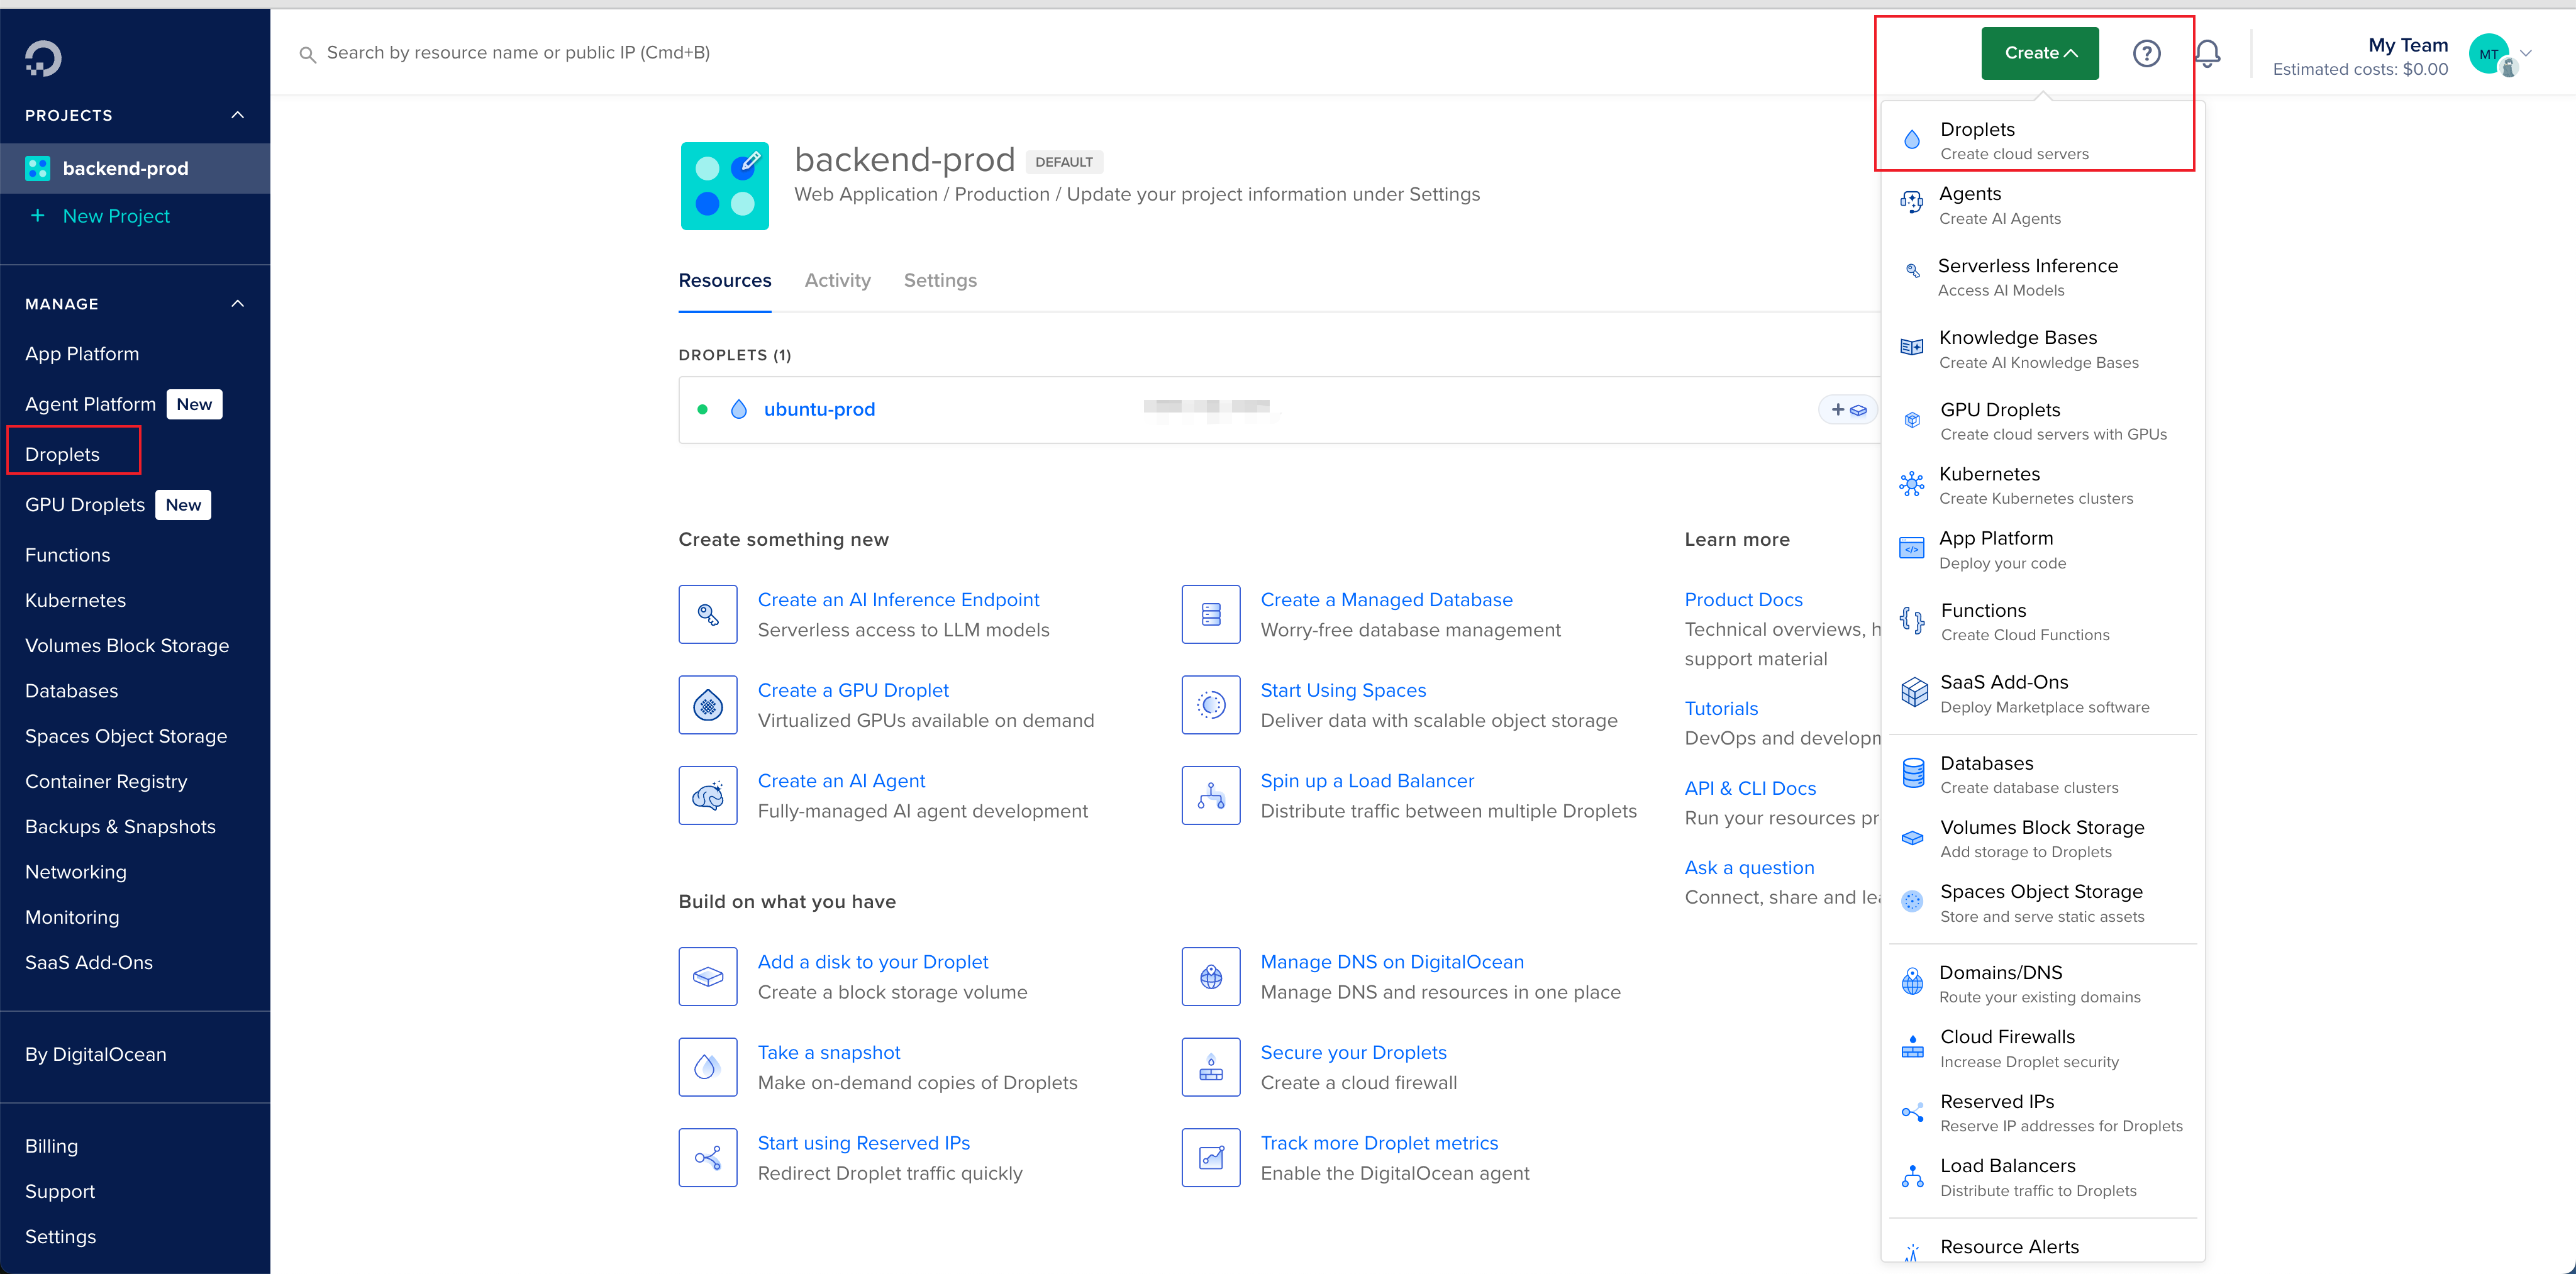 PROJECTS
backend-prod
+ New Project
MANAGE
App Platform
Agent Platform New
Droplets
GPU Droplets New
Functions
Kubernetes
Volumes Block Storage
Databases
Spaces Object Storage
Container Registry
Backups & Snapshots
Networking
Monitoring
SaaS Add-Ons
By DigitalOcean
Billing
Support
Settings
Search by resource name or public IP (Cmd+B)
Create
?
My Team
Estimated costs: $0.00
MT
backend-prod DEFAULT
Web Application / Production / Update your project information under Settings
Resources Activity Settings
DROPLETS (1)
ubuntu-prod
Create something new
Create an AI Inference Endpoint
Serverless access to LLM models
Create a GPU Droplet
Virtualized GPUs available on demand
Create an AI Agent
Fully-managed AI agent development
Create a Managed Database
Worry-free database management
Start Using Spaces
Deliver data with scalable object storage
Spin up a Load Balancer
Distribute traffic between multiple Droplets
Build on what you have
Add a disk to your Droplet
Create a block storage volume
Take a snapshot
Make on-demand copies of Droplets
Start using Reserved IPs
Redirect Droplet traffic quickly
Manage DNS on DigitalOcean
Manage DNS and resources in one place
Secure your Droplets
Create a cloud firewall
Track more Droplet metrics
Enable the DigitalOcean agent
Learn more
Product Docs
Technical overviews,
support material
Tutorials
DevOps and
API & CLI Docs
Run your resources
Ask a question
Connect, share and
Droplets
Create cloud servers
Agents
Create AI Agents
Serverless Inference
Access AI Models
Knowledge Bases
Create AI Knowledge Bases
GPU Droplets
Create cloud servers with GPUs
Kubernetes
Create Kubernetes clusters
App Platform
Deploy your code
Functions
Create Cloud Functions
SaaS Add-Ons
Deploy Marketplace software
Databases
Create database clusters
Volumes Block Storage
Add storage to Droplets
Spaces Object Storage
Store and serve static assets
Domains/DNS
Route your existing domains
Cloud Firewalls
Increase Droplet security
Reserved IPs
Reserve IP addresses for Droplets
Load Balancers
Distribute traffic to Droplets
Resource Alerts